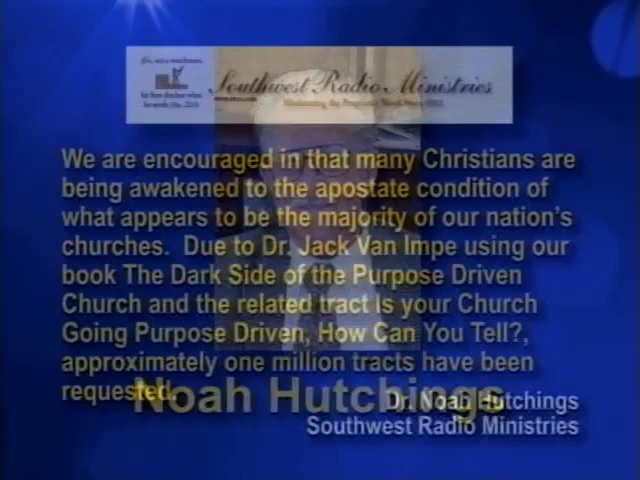 Southwest Radio Ministries
We are encouraged in that many Christians are
being awakened to the apostate condition of
what appears to be the majority of our nation's
churches. Due to Dr. Jack Van Impe using our
book The Dark Side of the Purpose Driven
Church and the related tract Is your Church
Going Purpose Driven, How Can You Tell?,
approximately one million tracts have been
requested.
Noah Hutchings
Dr. Noah Hutchings
Southwest Radio Ministries